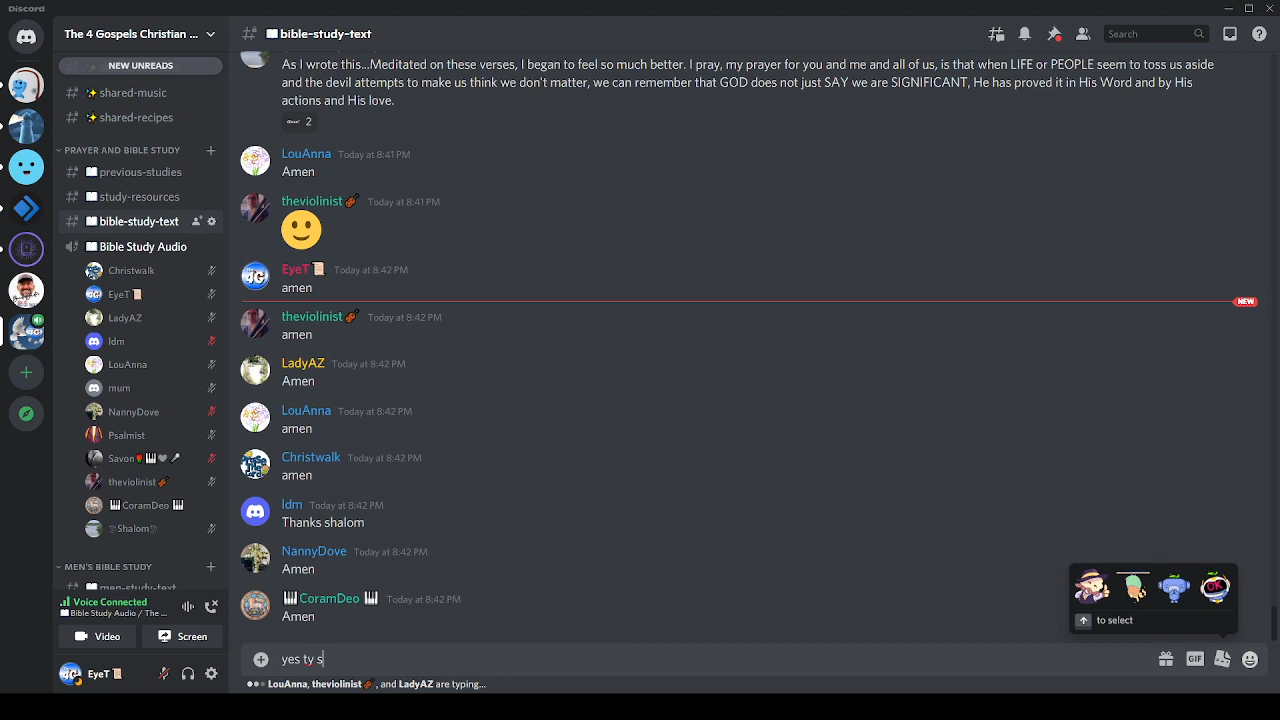 Discord
The 4 Gospels Christian ...
bible-study-text
Search
NEW UNREADS
shared-music
shared-recipes
PRAYER AND BIBLE STUDY
previous-studies
study-resources
bible-study-text
Bible Study Audio
Christwalk
EyeT
LadyAZ
ldm
LouAnna
mum
NannyDove
Psalmist
Savon
theviolinist
CoramDeo
Shalom
MEN'S BIBLE STUDY
men-study-text
Voice Connected
Bible Study Audio / The ...
Video
Screen
EyeT
As I wrote this...Meditated on these verses, I began to feel so much better. I pray, my prayer for you and me and all of us, is that when LIFE or PEOPLE seem to toss us aside
and the devil attempts to make us think we don't matter, we can remember that GOD does not just SAY we are SIGNIFICANT, He has proved it in His Word and by His
actions and His love.
2
LouAnna Today at 8:41 PM
Amen
theviolinist Today at 8:41 PM
EyeT Today at 8:42 PM
amen
NEW
theviolinist Today at 8:42 PM
amen
LadyAZ Today at 8:42 PM
Amen
LouAnna Today at 8:42 PM
amen
Christwalk Today at 8:42 PM
amen
ldm Today at 8:42 PM
Thanks shalom
NannyDove Today at 8:42 PM
Amen
CoramDeo Today at 8:42 PM
Amen
OK
to select
yes ty s
GIF
LouAnna, theviolinist, and LadyAZ are typing...